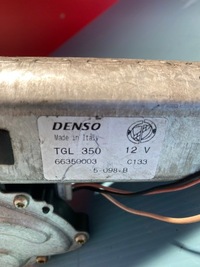 DENSO
Made in Italy
TGL 350 12 V
66350003 C133
5-098-B